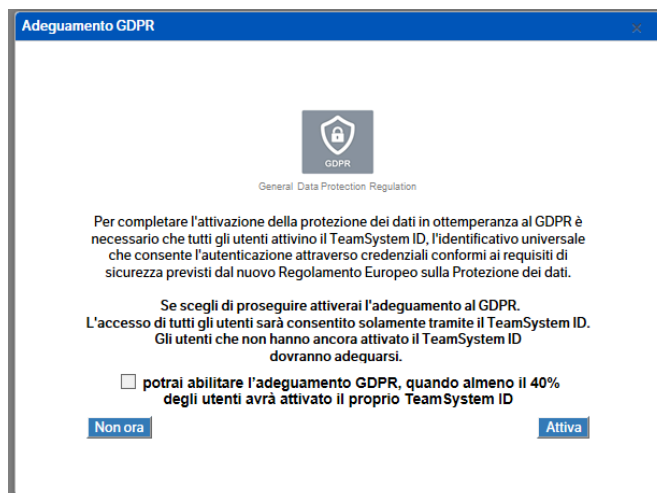 Adeguamento GDPR
GDPR
General Data Protection Regulation
Per completare l'attivazione della protezione dei dati in ottemperanza al GDPR è
necessario che tutti gli utenti attivino il TeamSystem ID, l'identificativo universale
che consente l'autenticazione attraverso credenziali conformi ai requisiti di
sicurezza previsti dal nuovo Regolamento Europeo sulla Protezione dei dati.
Se scegli di proseguire attiverai l'adeguamento al GDPR.
L'accesso di tutti gli utenti sarà consentito solamente tramite il TeamSystem ID.
Gli utenti che non hanno ancora attivato il TeamSystem ID
dovranno adeguarsi.
potrai abilitare l'adeguamento GDPR, quando almeno il 40%
degli utenti avrà attivato il proprio TeamSystem ID
Non ora
Attiva